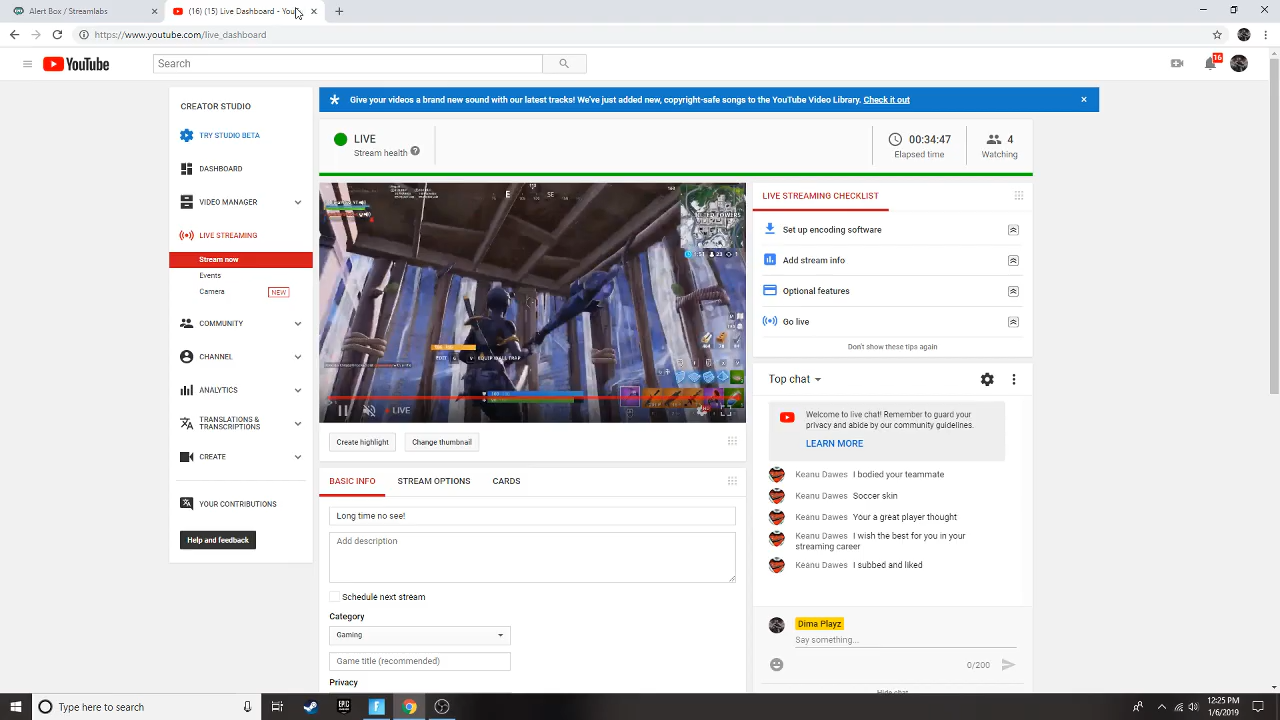 Alert Box / Streamlabs
(16) (15) Live Dashboard - You
https://www.youtube.com/live_dashboard
YouTube
Search
16
CREATOR STUDIO
TRY STUDIO BETA
DASHBOARD
VIDEO MANAGER
LIVE STREAMING
Stream now
Events
Camera
NEW
COMMUNITY
CHANNEL
ANALYTICS
TRANSLATIONS &
TRANSCRIPTIONS
CREATE
YOUR CONTRIBUTIONS
Help and feedback
Give your videos a brand new sound with our latest tracks! We've just added new, copyright-safe songs to the YouTube Video Library. Check it out
LIVE
Stream health
00:34:47
Elapsed time
4
Watching
E
SE
LIVE
Create highlight
Change thumbnail
BASIC INFO
STREAM OPTIONS
CARDS
Long time no see!
Add description
Schedule next stream
Category
Gaming
Game title (recommended)
Privacy
LIVE STREAMING CHECKLIST
Set up encoding software
Add stream info
Optional features
Go live
Don't show these tips again
Top chat
Welcome to live chat! Remember to guard your
privacy and abide by our community guidelines.
LEARN MORE
Keanu Dawes I bodied your teammate
Keanu Dawes Soccer skin
Keanu Dawes Your a great player thought
Keanu Dawes I wish the best for you in your
streaming career
Keanu Dawes I subbed and liked
Dima Playz
Say something...
0/200
Hide chat
Type here to search
12:25 PM
1/6/2019